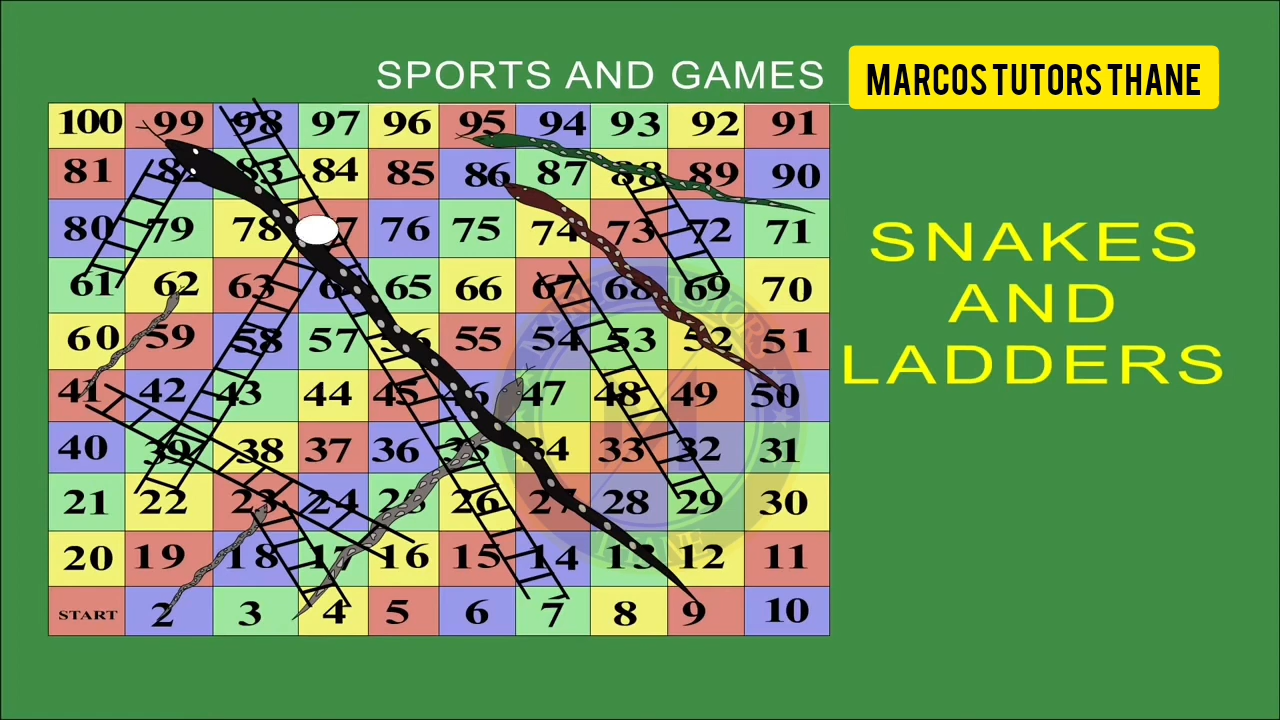 SPORTS AND GAMES
MARCOS TUTORS THANE
100 99 98 97 96 95 94 93 92 91
81 82 83 84 85 86 87 88 89 90
80 79 78 76 75 74 73 72 71
61 62 63 65 66 67 68 69 70
60 59 58 57 56 55 54 53 52 51
41 42 43 44 45 46 47 48 49 50
40 39 38 37 36 35 34 33 32 31
21 22 23 24 25 26 27 28 29 30
20 19 18 17 16 15 14 13 12 11
START 2 3 4 5 6 7 8 9 10
SNAKES
AND
LADDERS
MARCOS TUTORS
THANE